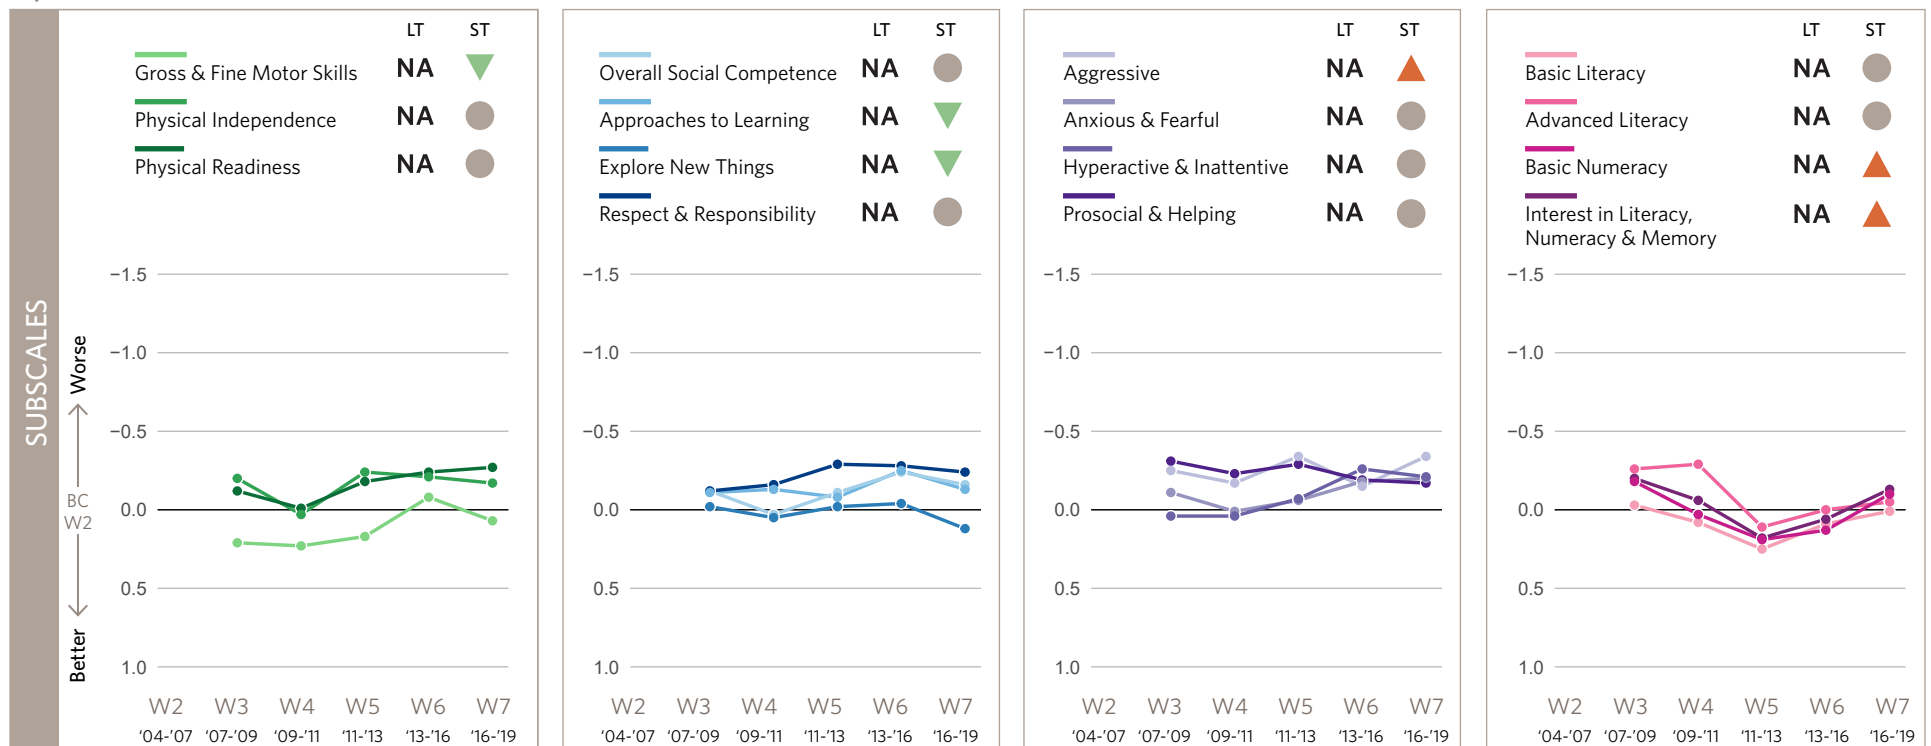 SUBSCALES
Worse
BC
W2
Better
LT ST
Gross & Fine Motor Skills NA
Physical Independence NA
Physical Readiness NA
−1.5
−1.0
−0.5
0.0
0.5
1.0
W2 W3 W4 W5 W6 W7
‘04-’07 ‘07-’09 ‘09-’11 ‘11-’13 ‘13-’16 ‘16-’19
LT ST
Overall Social Competence NA
Approaches to Learning NA
Explore New Things NA
Respect & Responsibility NA
−1.5
−1.0
−0.5
0.0
0.5
1.0
W2 W3 W4 W5 W6 W7
‘04-’07 ‘07-’09 ‘09-’11 ‘11-’13 ‘13-’16 ‘16-’19
LT ST
Aggressive NA
Anxious & Fearful NA
Hyperactive & Inattentive NA
Prosocial & Helping NA
−1.5
−1.0
−0.5
0.0
0.5
1.0
W2 W3 W4 W5 W6 W7
‘04-’07 ‘07-’09 ‘09-’11 ‘11-’13 ‘13-’16 ‘16-’19
LT ST
Basic Literacy NA
Advanced Literacy NA
Basic Numeracy NA
Interest in Literacy, NA
Numeracy & Memory
−1.5
−1.0
−0.5
0.0
0.5
1.0
W2 W3 W4 W5 W6 W7
‘04-’07 ‘07-’09 ‘09-’11 ‘11-’13 ‘13-’16 ‘16-’19